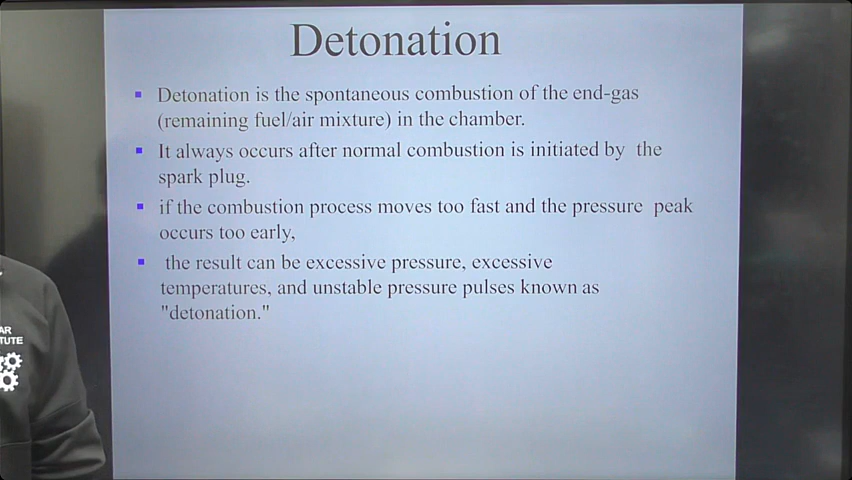 Detonation
Detonation is the spontaneous combustion of the end-gas
(remaining fuel/air mixture) in the chamber.
It always occurs after normal combustion is initiated by the
spark plug.
if the combustion process moves too fast and the pressure peak
occurs too early,
the result can be excessive pressure, excessive
temperatures, and unstable pressure pulses known as
"detonation."